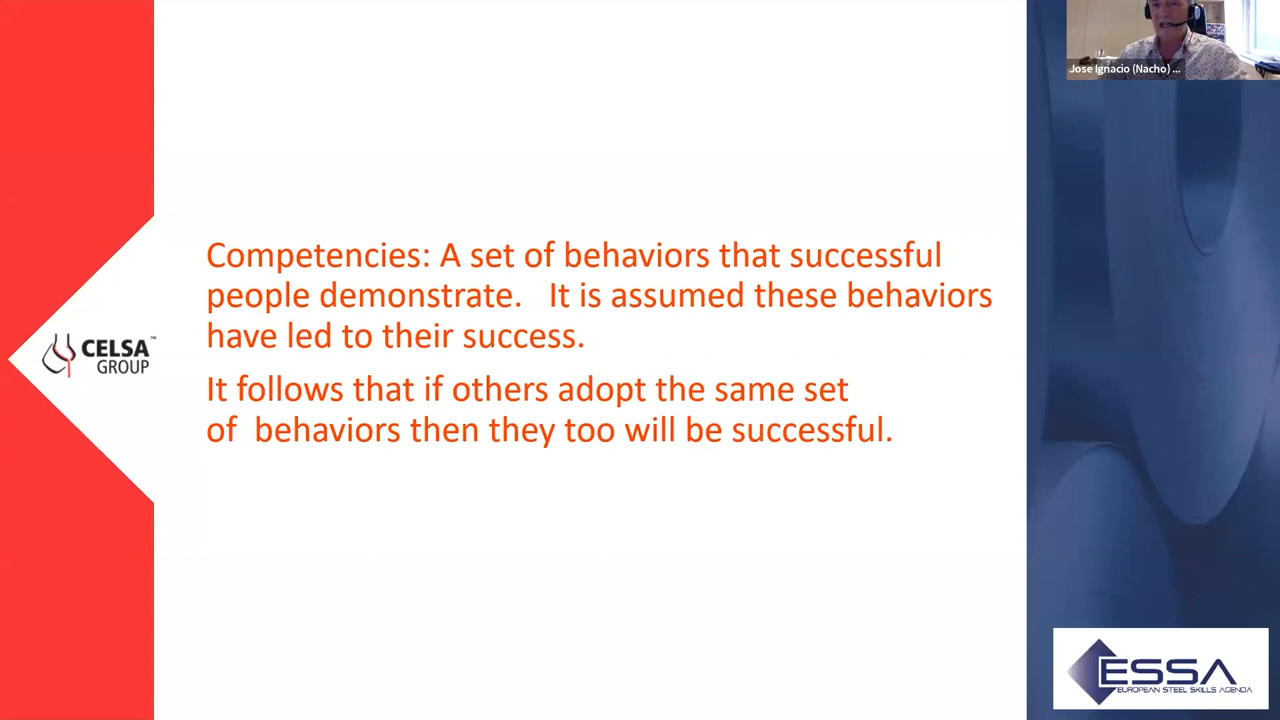 Jose Ignacio (Nacho) ...
Competencies: A set of behaviors that successful
people demonstrate.   It is assumed these behaviors
have led to their success.
It follows that if others adopt the same set
of  behaviors then they too will be successful.
CELSA™
GROUP
ESSA
EUROPEAN STEEL SKILLS AGENDA